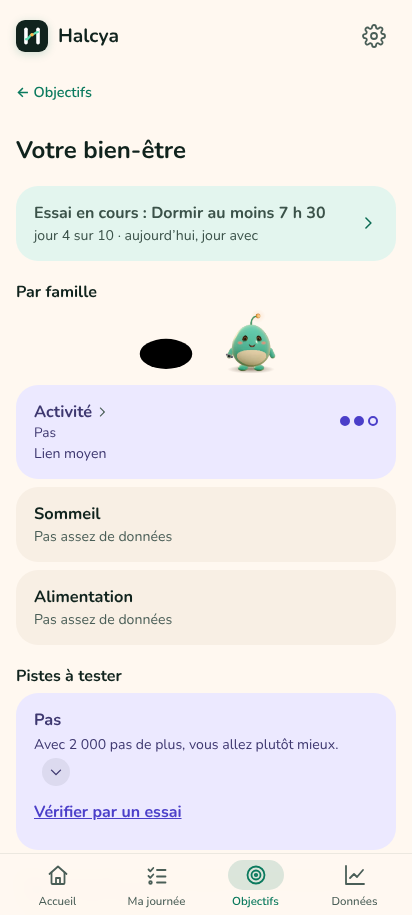 Halcya
← Objectifs
Votre bien-être
Essai en cours : Dormir au moins 7 h 30
jour 4 sur 10 · aujourd’hui, jour avec
Par famille
Activité
Pas
Lien moyen
Sommeil
Pas assez de données
Alimentation
Pas assez de données
Pistes à tester
Pas
Avec 2 000 pas de plus, vous allez plutôt mieux.
Vérifier par un essai
Accueil Ma journée Objectifs Données